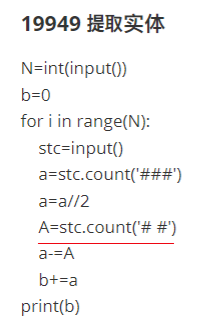 19949 提取实体
N=int(input())
b=0
for i in range(N):
    stc=input()
    a=stc.count('###')
    a=a//2
    A=stc.count('# #')
    a-=A
    b+=a
print(b)